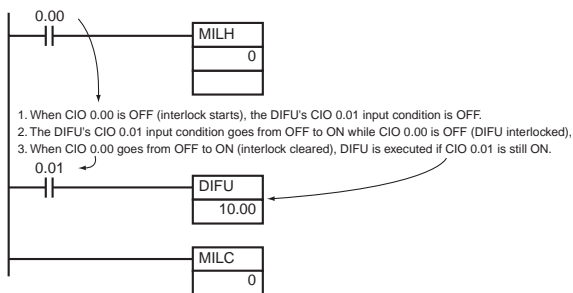 0.00
MILH
0
1. When CIO 0.00 is OFF (interlock starts), the DIFU's CIO 0.01 input condition is OFF.
2. The DIFU's CIO 0.01 input condition goes from OFF to ON while CIO 0.00 is OFF (DIFU interlocked),
3. When CIO 0.00 goes from OFF to ON (interlock cleared), DIFU is executed if CIO 0.01 is still ON.
0.01
DIFU
10.00
MILC
0